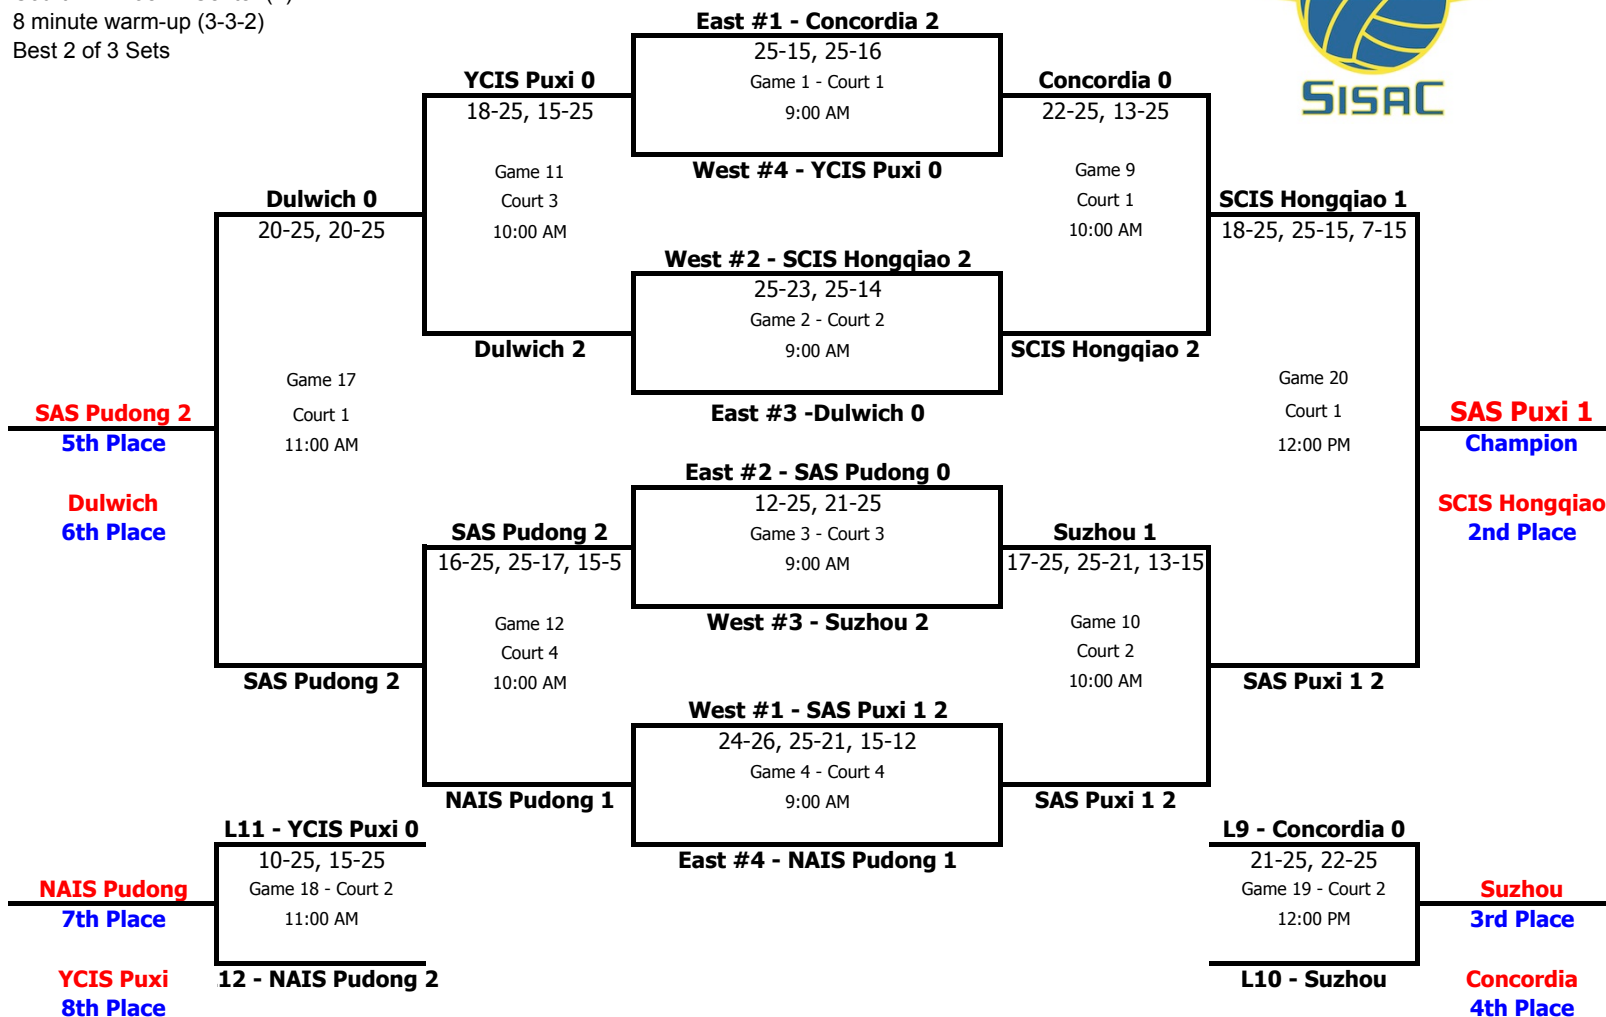 8 minute warm-up (3-3-2)
Best 2 of 3 Sets
SISAC
East #1 - Concordia 2
25-15, 25-16
Game 1 - Court 1
9:00 AM
West #4 - YCIS Puxi 0
YCIS Puxi 0
18-25, 15-25
Game 11
Court 3
10:00 AM
Dulwich 2
Concordia 0
22-25, 13-25
Game 9
Court 1
10:00 AM
SCIS Hongqiao 2
Dulwich 0
20-25, 20-25
Game 17
Court 1
11:00 AM
SAS Pudong 2
SCIS Hongqiao 1
18-25, 25-15, 7-15
Game 20
Court 1
12:00 PM
SAS Puxi 1 2
West #2 - SCIS Hongqiao 2
25-23, 25-14
Game 2 - Court 2
9:00 AM
East #3 -Dulwich 0
SAS Pudong 2
5th Place
Dulwich
6th Place
SAS Puxi 1
Champion
SCIS Hongqiao
2nd Place
East #2 - SAS Pudong 0
12-25, 21-25
Game 3 - Court 3
9:00 AM
West #3 - Suzhou 2
SAS Pudong 2
16-25, 25-17, 15-5
Game 12
Court 4
10:00 AM
NAIS Pudong 1
Suzhou 1
17-25, 25-21, 13-15
Game 10
Court 2
10:00 AM
SAS Puxi 1 2
West #1 - SAS Puxi 1 2
24-26, 25-21, 15-12
Game 4 - Court 4
9:00 AM
East #4 - NAIS Pudong 1
L11 - YCIS Puxi 0
10-25, 15-25
Game 18 - Court 2
11:00 AM
12 - NAIS Pudong 2
NAIS Pudong
7th Place
YCIS Puxi
8th Place
L9 - Concordia 0
21-25, 22-25
Game 19 - Court 2
12:00 PM
L10 - Suzhou
Suzhou
3rd Place
Concordia
4th Place